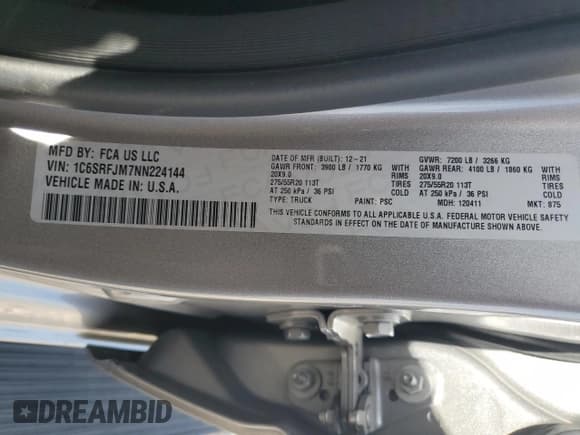 MFD BY: FCA US LLC
VIN: 1C6SRFJM7NN224144
VEHICLE MADE IN: U.S.A.
DATE OF MFR (BUILT): 12-21
GVWR: 7200 LB / 3266 KG
GAWR FRONT: 3900 LB / 1770 KG
GAWR REAR: 4100 LB / 1860 KG
20X9.0 RIMS
20X9.0 RIMS
275/55R20 113T TIRES
275/55R20 113T TIRES
AT 250 kPa / 36 PSI COLD
AT 250 kPa / 36 PSI COLD
TYPE: TRUCK
PAINT: PSC
MDH: 120411
MKT: 875
THIS VEHICLE CONFORMS TO ALL APPLICABLE U.S.A. FEDERAL MOTOR VEHICLE SAFETY
STANDARDS IN EFFECT ON THE DATE OF MANUFACTURE SHOWN ABOVE.
DREAMBID